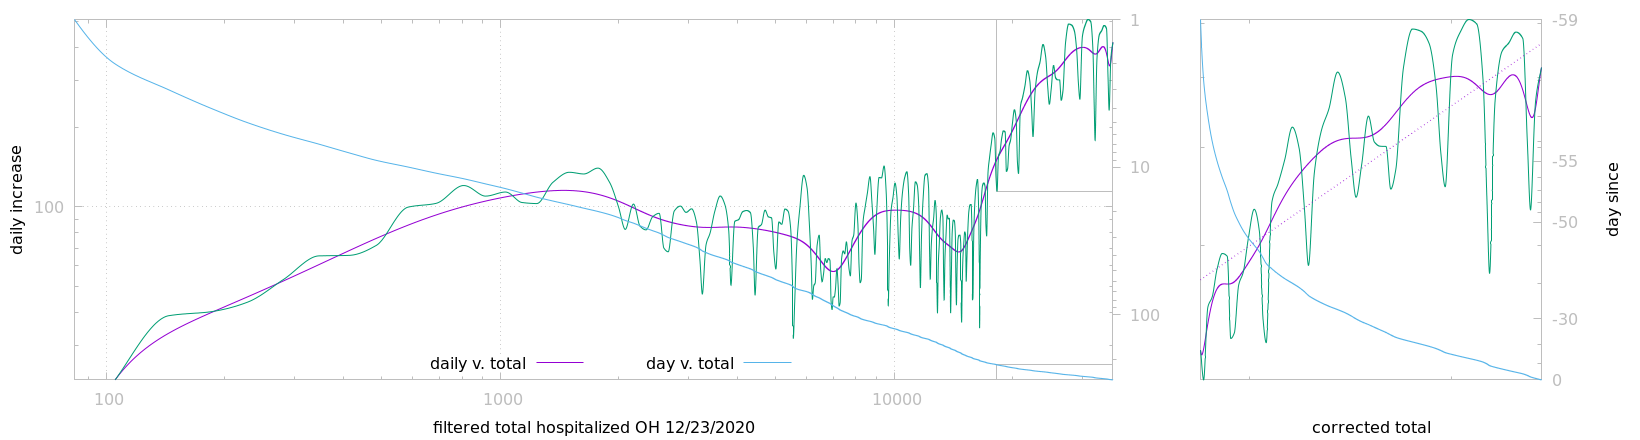 1
-59
daily increase
100
10
100
-55
-50
-30
0
day since
daily v. total
day v. total
100
1000
10000
filtered total hospitalized OH 12/23/2020
corrected total